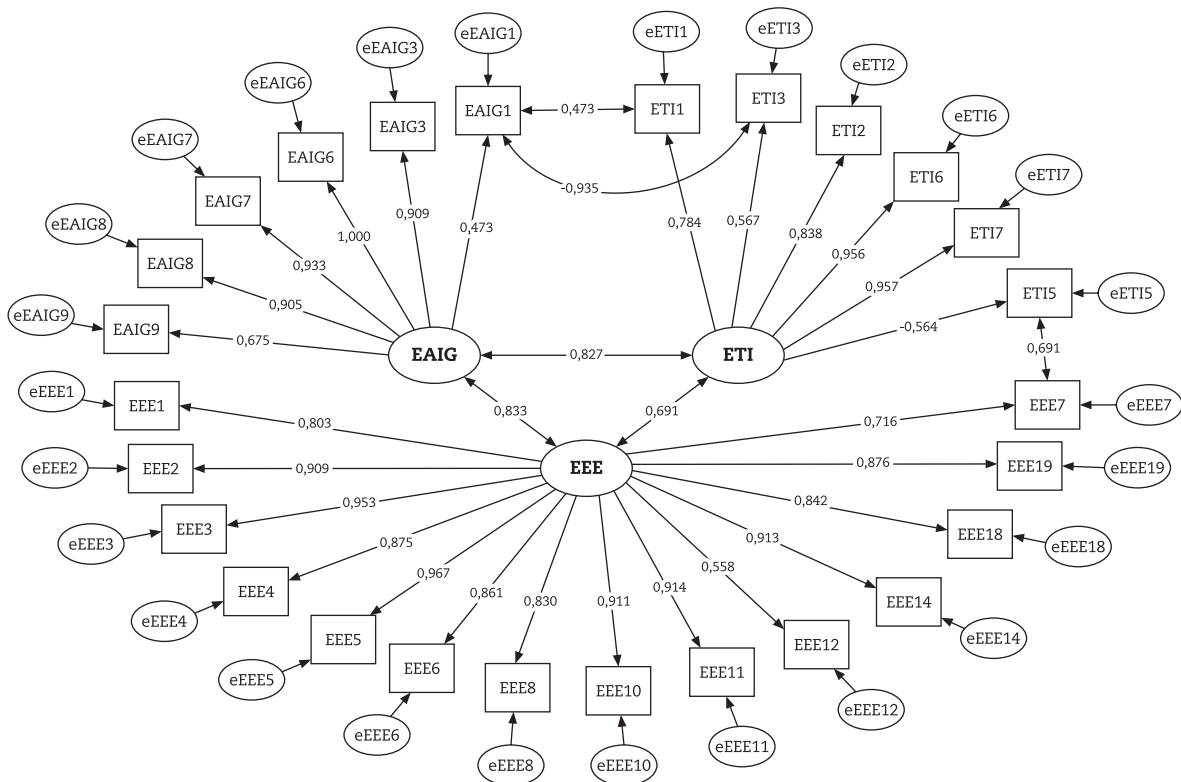 eEAIG1
eETI1
eETI3
eEAIG3
eETI2
eEAIG6
eETI6
eEAIG7
eETI7
eEAIG8
eEAIG9
EAIG1
0,473
ETI1
ETI3
EAIG3
ETI2
EAIG6
ETI6
EAIG7
ETI7
EAIG8
EAIG9
-0,935
0,909
0,473
0,784
0,567
0,838
1,000
0,956
0,933
0,957
0,905
-0,564
0,675
ETI5
eETI5
0,691
EAIG
0,827
ETI
0,833
0,691
eEEE1
EEE1
0,803
0,716
EEE7
eEEE7
eEEE2
EEE2
0,909
EEE
0,876
EEE19
eEEE19
eEEE3
EEE3
0,953
0,842
EEE18
eEEE18
0,875
0,913
eEEE4
EEE4
0,967
0,861
0,830
0,911
0,914
0,558
EEE14
eEEE14
eEEE5
EEE5
EEE6
EEE8
EEE10
EEE11
EEE12
eEEE6
eEEE8
eEEE10
eEEE11
eEEE12